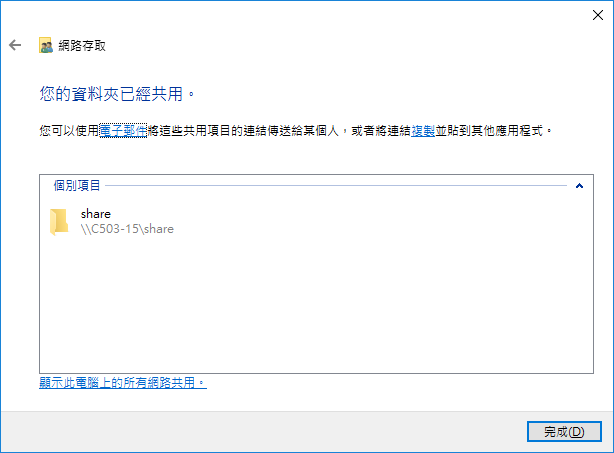 網路存取
您的資料夾已經共用。
您可以使用電子郵件將這些共用項目的連結傳送給某個人，或者將連結複製並貼到其他應用程式。
個別項目
share
\\C503-15\share
顯示此電腦上的所有網路共用。
完成(D)